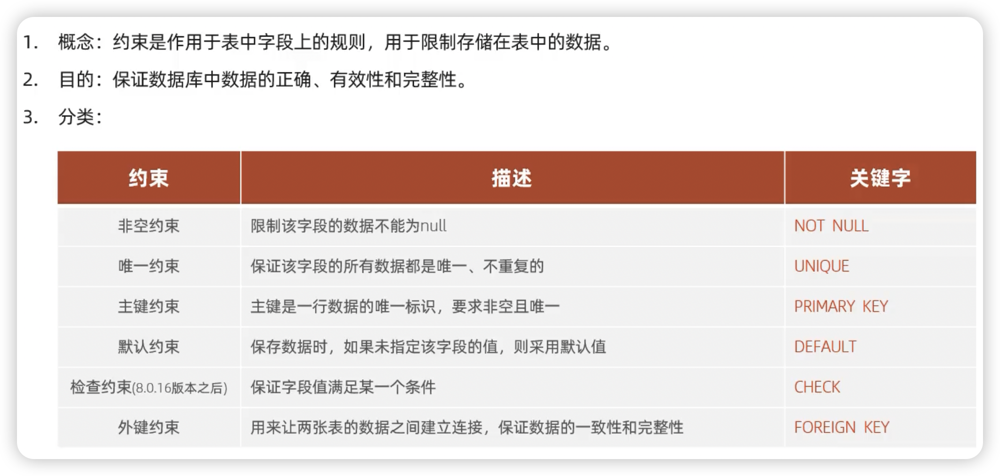 1. 概念：约束是作用于表中字段上的规则，用于限制存储在表中的数据。
2. 目的：保证数据库中数据的正确、有效性和完整性。
3. 分类：
约束 描述 关键字
非空约束 限制该字段的数据不能为null NOT NULL
唯一约束 保证该字段的所有数据都是唯一、不重复的 UNIQUE
主键约束 主键是一行数据的唯一标识，要求非空且唯一 PRIMARY KEY
默认约束 保存数据时，如果未指定该字段的值，则采用默认值 DEFAULT
检查约束(8.0.16版本之后) 保证字段值满足某一个条件 CHECK
外键约束 用来让两张表的数据之间建立连接，保证数据的一致性和完整性 FOREIGN KEY